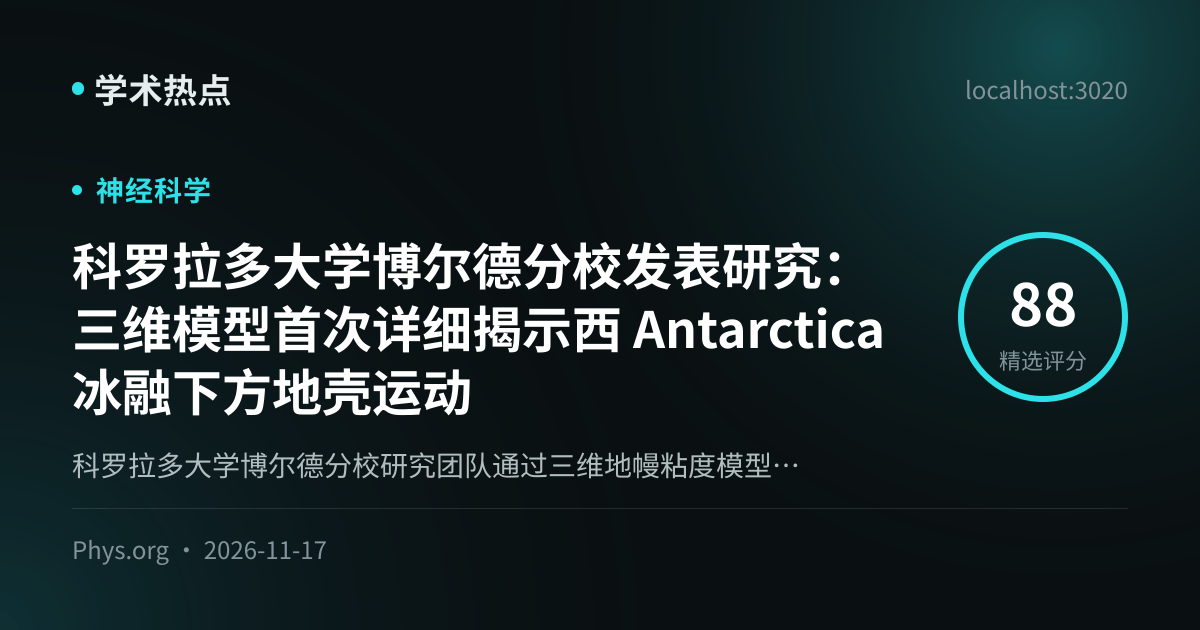 学术热点
localhost:3020
神经科学
科罗拉多大学博尔德分校发表研究：
三维模型首次详细揭示西 Antarctica
冰融下方地壳运动
88
精选评分
科罗拉多大学博尔德分校研究团队通过三维地幔粘度模型…
Phys.org · 2026-11-17